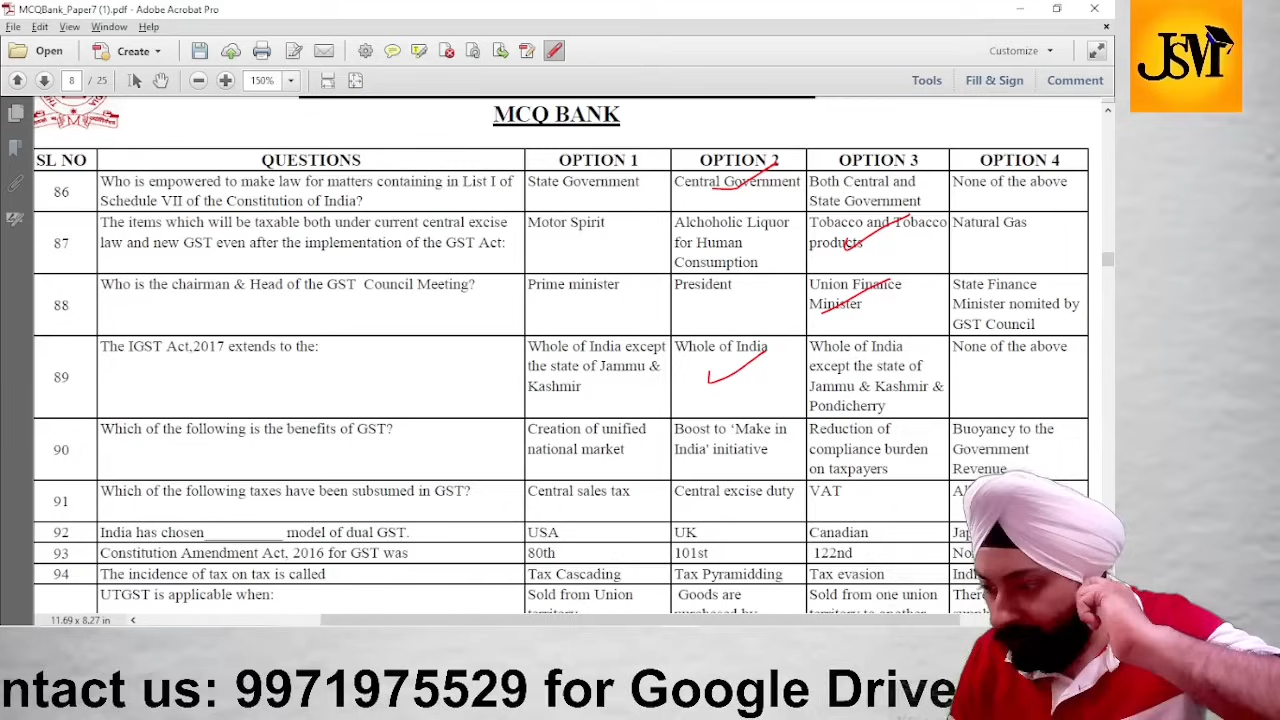 MCQBank_Paper7 (1).pdf - Adobe Acrobat Pro
File Edit View Window Help
Open Create Customize
8 / 25 150% Tools Fill & Sign Comment
JSM
MCQ BANK
SL NO QUESTIONS OPTION 1 OPTION 2 OPTION 3 OPTION 4
86 Who is empowered to make law for matters containing in List I of State Government Central Government Both Central and None of the above
Schedule VII of the Constitution of India? State Government
87 The items which will be taxable both under current central excise Motor Spirit Alchoholic Liquor Tobacco and Tobacco Natural Gas
law and new GST even after the implementation of the GST Act: for Human products
Consumption
88 Who is the chairman & Head of the GST Council Meeting? Prime minister President Union Finance State Finance
Minister Minister nomited by
GST Council
89 The IGST Act,2017 extends to the: Whole of India except Whole of India Whole of India None of the above
the state of Jammu & except the state of
Kashmir Jammu & Kashmir &
Pondicherry
90 Which of the following is the benefits of GST? Creation of unified Boost to ‘Make in Reduction of Buoyancy to the
national market India' initiative compliance burden Government
on taxpayers Revenue
91 Which of the following taxes have been subsumed in GST? Central sales tax Central excise duty VAT
92 India has chosen___________ model of dual GST. USA UK Canadian
93 Constitution Amendment Act, 2016 for GST was 80th 101st 122nd
94 The incidence of tax on tax is called Tax Cascading Tax Pyramidding Tax evasion
UTGST is applicable when: Sold from Union Goods are Sold from one union
territory purchased by territory to another
11.69 x 8.27 in
ntact us: 9971975529 for Google Drive